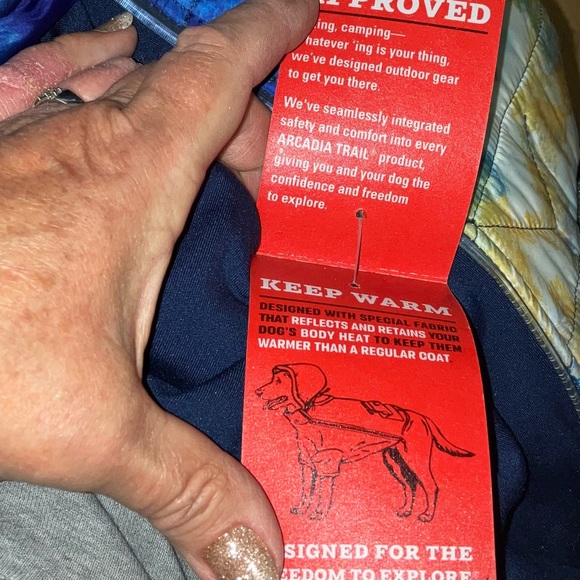 PROVED
ing, camping—
hatever 'ing is your thing,
we've designed outdoor gear
to get you there.
We've seamlessly integrated
safety and comfort into every
ARCADIA TRAIL® product,
giving you and your dog the
confidence and freedom
to explore.
KEEP WARM
DESIGNED WITH SPECIAL FABRIC
THAT REFLECTS AND RETAINS YOUR
DOG'S BODY HEAT TO KEEP THEM
WARMER THAN A REGULAR COAT
SIGNED FOR THE
EEDOM TO EXPLORE